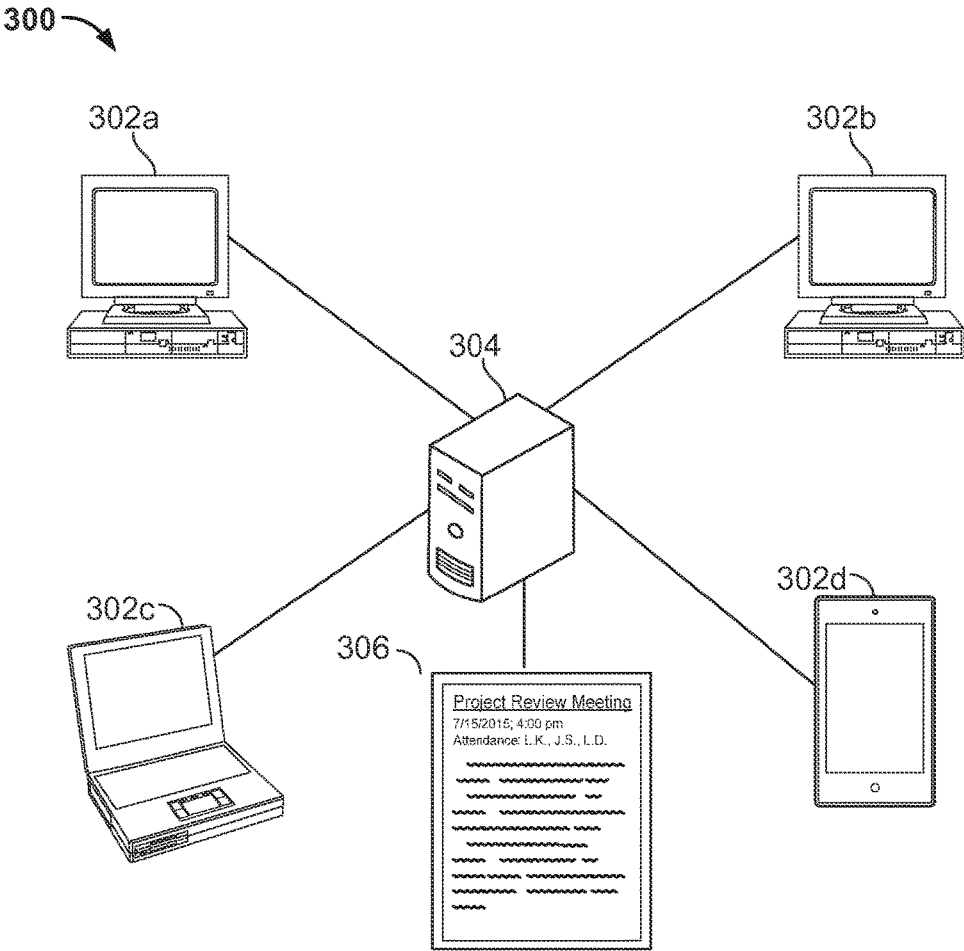 300
302a
302b
304
302c
302d
306
Project Review Meeting
7/15/2015; 4:00 pm
Attendance: L.K., J.S., L.D.